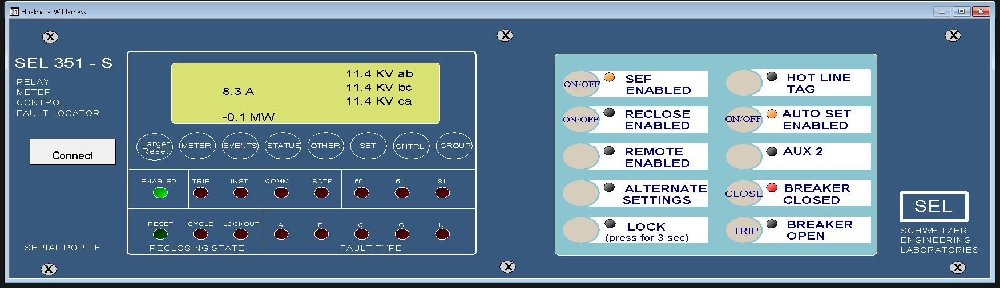 Hoekwil - Wilderness
X
X
X
SEL 351 - S
RELAY
METER
CONTROL
FAULT LOCATOR
Connect
SERIAL PORT F
X
11.4 KV ab
11.4 KV bc
8.3 A
11.4 KV ca
-0.1 MW
Target
Reset
METER
EVENTS
STATUS
OTHER
SET
CNTRL
GROUP
ENABLED
TRIP
INST
COMM
SOTF
50
51
81
RESET
CYCLE
LOCKOUT
A
B
C
G
N
RECLOSING STATE
FAULT TYPE
ON/OFF
SEF
ENABLED
ON/OFF
RECLOSE
ENABLED
REMOTE
ENABLED
ALTERNATE
SETTINGS
LOCK
(press for 3 sec)
HOT LINE
TAG
ON/OFF
AUTO SET
ENABLED
AUX 2
CLOSE
BREAKER
CLOSED
TRIP
BREAKER
OPEN
SEL
SCHWEITZER
ENGINEERING
LABORATORIES
X
X